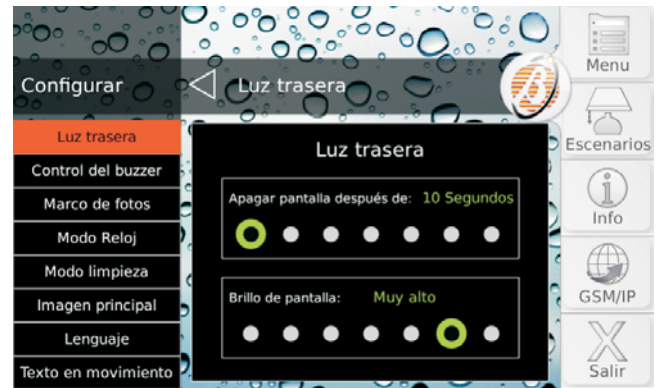 Configurar
Luz trasera
Luz trasera
Control del buzzer
Marco de fotos
Modo Reloj
Modo limpieza
Imagen principal
Lenguaje
Texto en movimiento
Luz trasera
Apagar pantalla después de: 10 Segundos
Brillo de pantalla: Muy alto
Menu
Escenarios
Info
GSM/IP
Salir